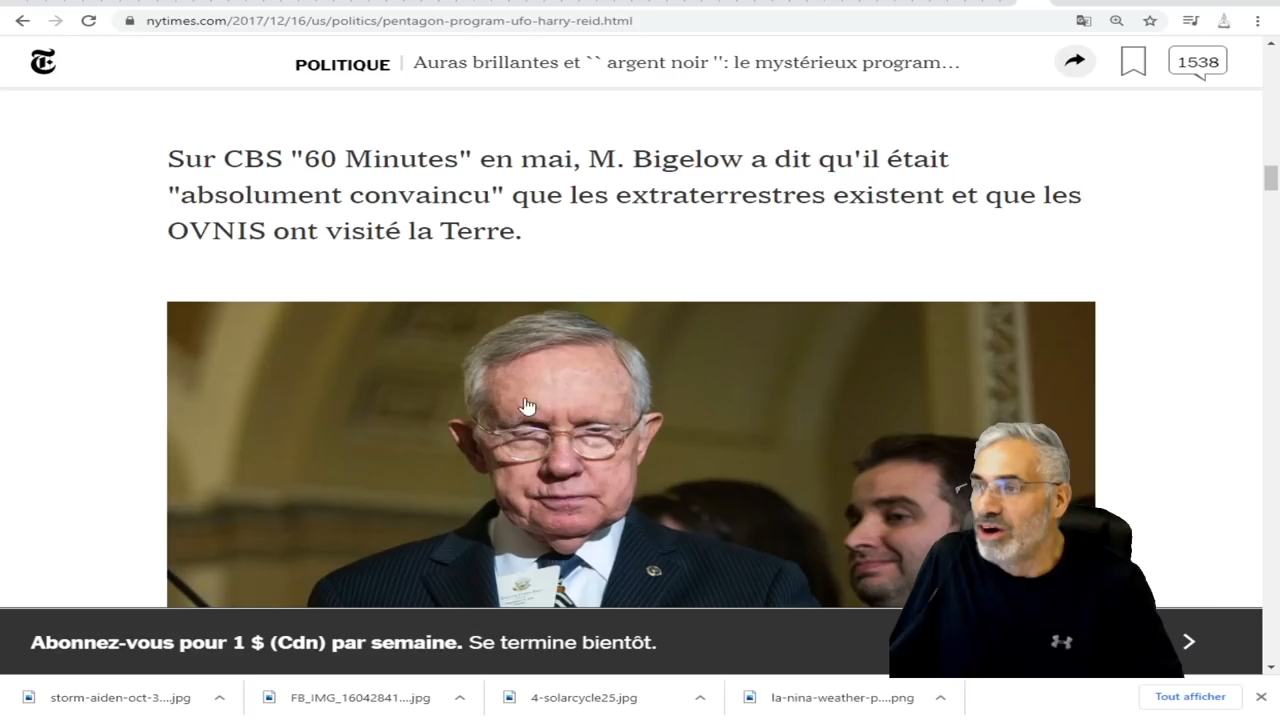 nytimes.com/2017/12/16/us/politics/pentagon-program-ufo-harry-reid.html
POLITIQUE | Auras brillantes et `` argent noir '': le mystérieux program… 1538
Sur CBS "60 Minutes" en mai, M. Bigelow a dit qu'il était
"absolument convaincu" que les extraterrestres existent et que les
OVNIS ont visité la Terre.
Abonnez-vous pour 1 $ (Cdn) par semaine. Se termine bientôt.
storm-aiden-oct-3....jpg FB_IMG_16042841....jpg 4-solarcycle25.jpg la-nina-weather-p....png Tout afficher